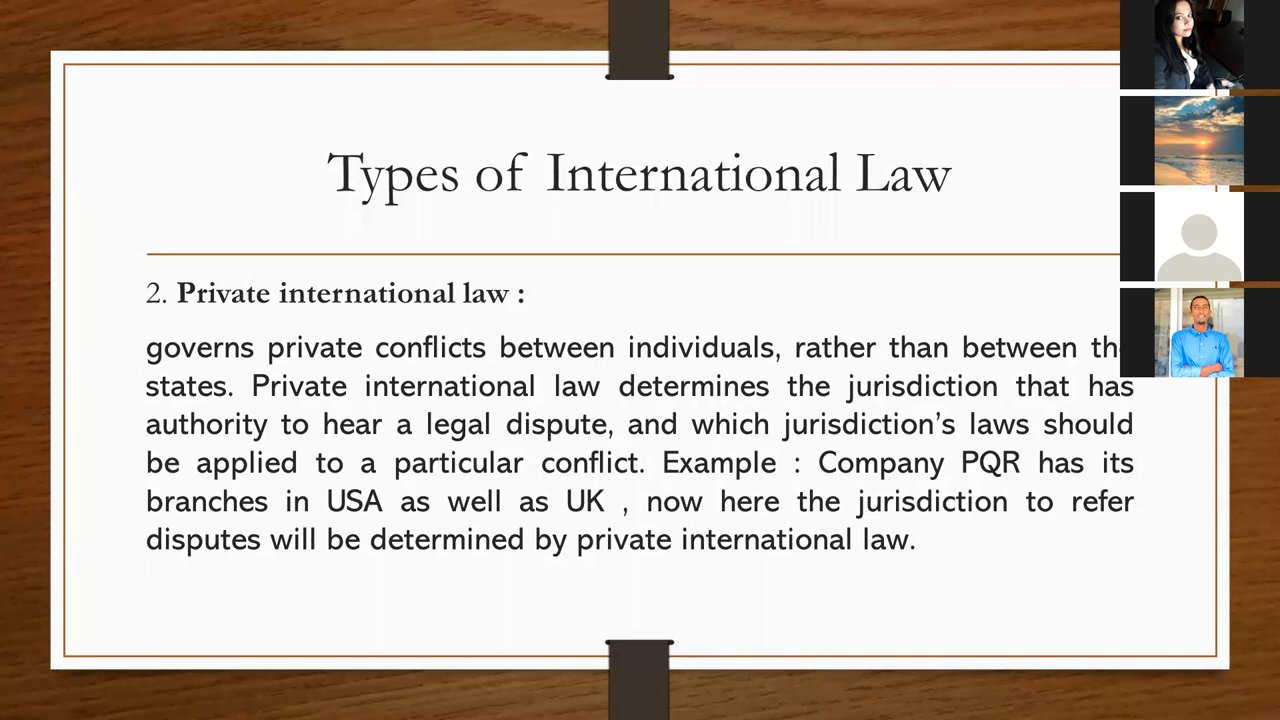 Types of International Law
2. Private international law :
governs private conflicts between individuals, rather than between the
states. Private international law determines the jurisdiction that has
authority to hear a legal dispute, and which jurisdiction’s laws should
be applied to a particular conflict. Example : Company PQR has its
branches in USA as well as UK , now here the jurisdiction to refer
disputes will be determined by private international law.